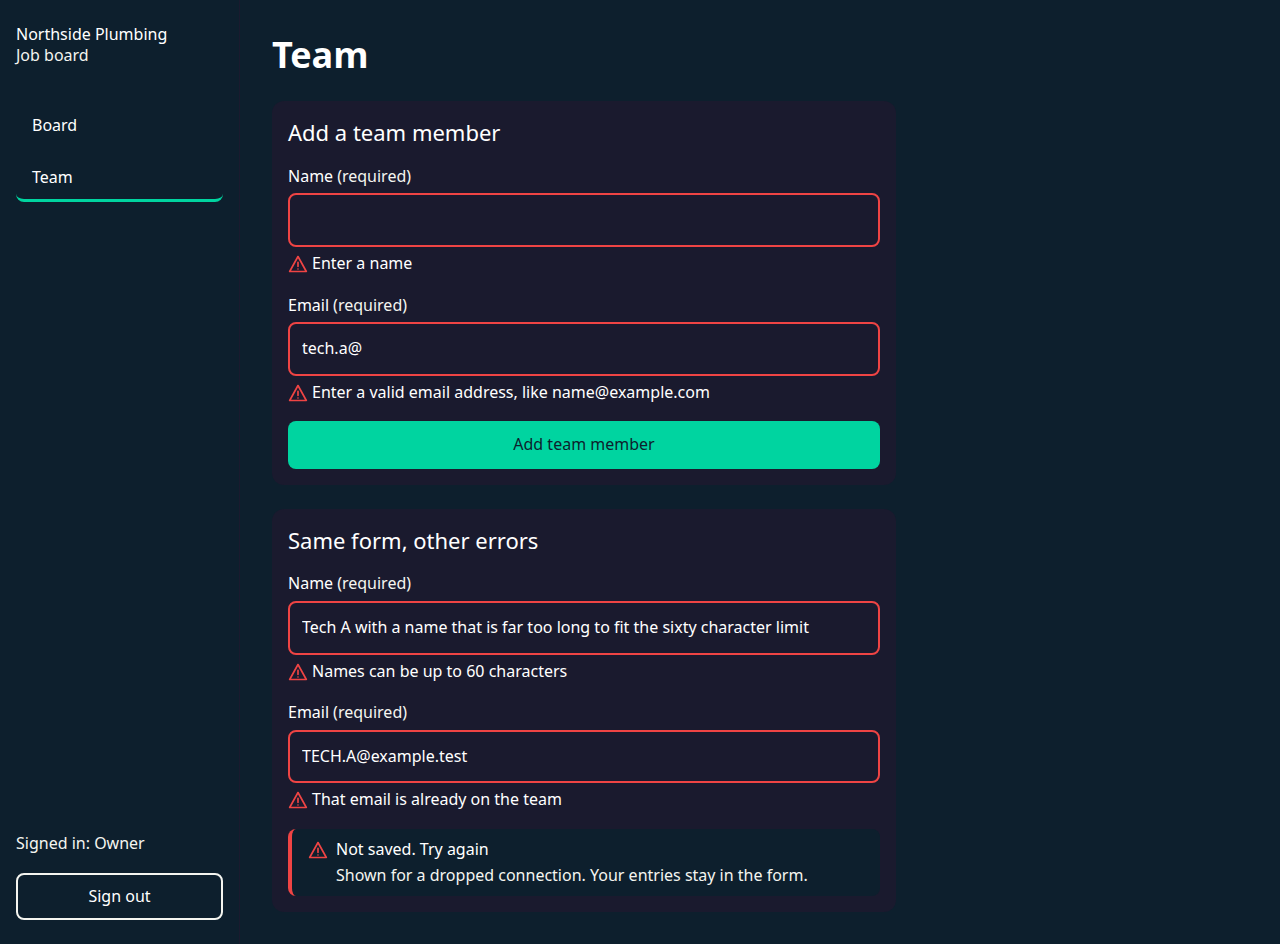 Northside Plumbing
Job board
Board
Team
Signed in: Owner
Sign out
Team
Add a team member
Name (required)
Enter a name
Email (required)
tech.a@
Enter a valid email address, like name@example.com
Add team member
Same form, other errors
Name (required)
Tech A with a name that is far too long to fit the sixty character limit
Names can be up to 60 characters
Email (required)
TECH.A@example.test
That email is already on the team
Not saved. Try again
Shown for a dropped connection. Your entries stay in the form.